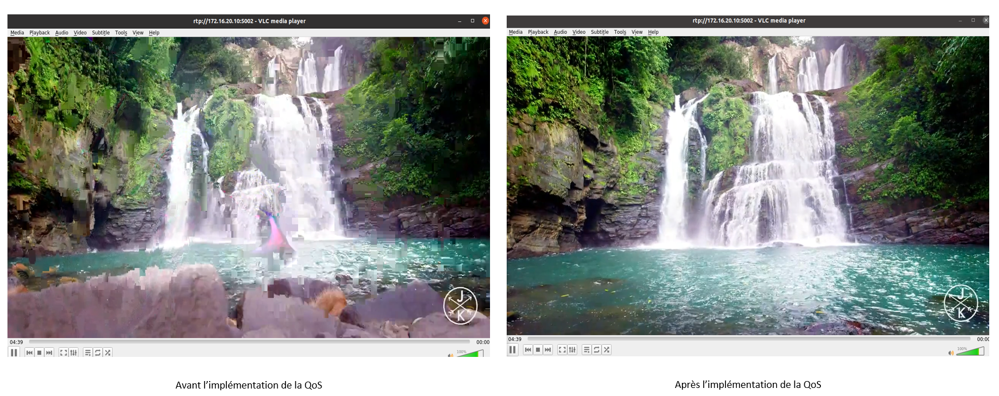 rtp://172.16.20.10:5002 - VLC media player
Media Playback Audio Video Subtitle Tools View Help
J
K
04:39
00:00
100%
Avant l'implémentation de la QoS
rtp://172.16.20.10:5002 - VLC media player
Media Playback Audio Video Subtitle Tools View Help
J
K
04:39
00:00
100%
Après l'implémentation de la QoS